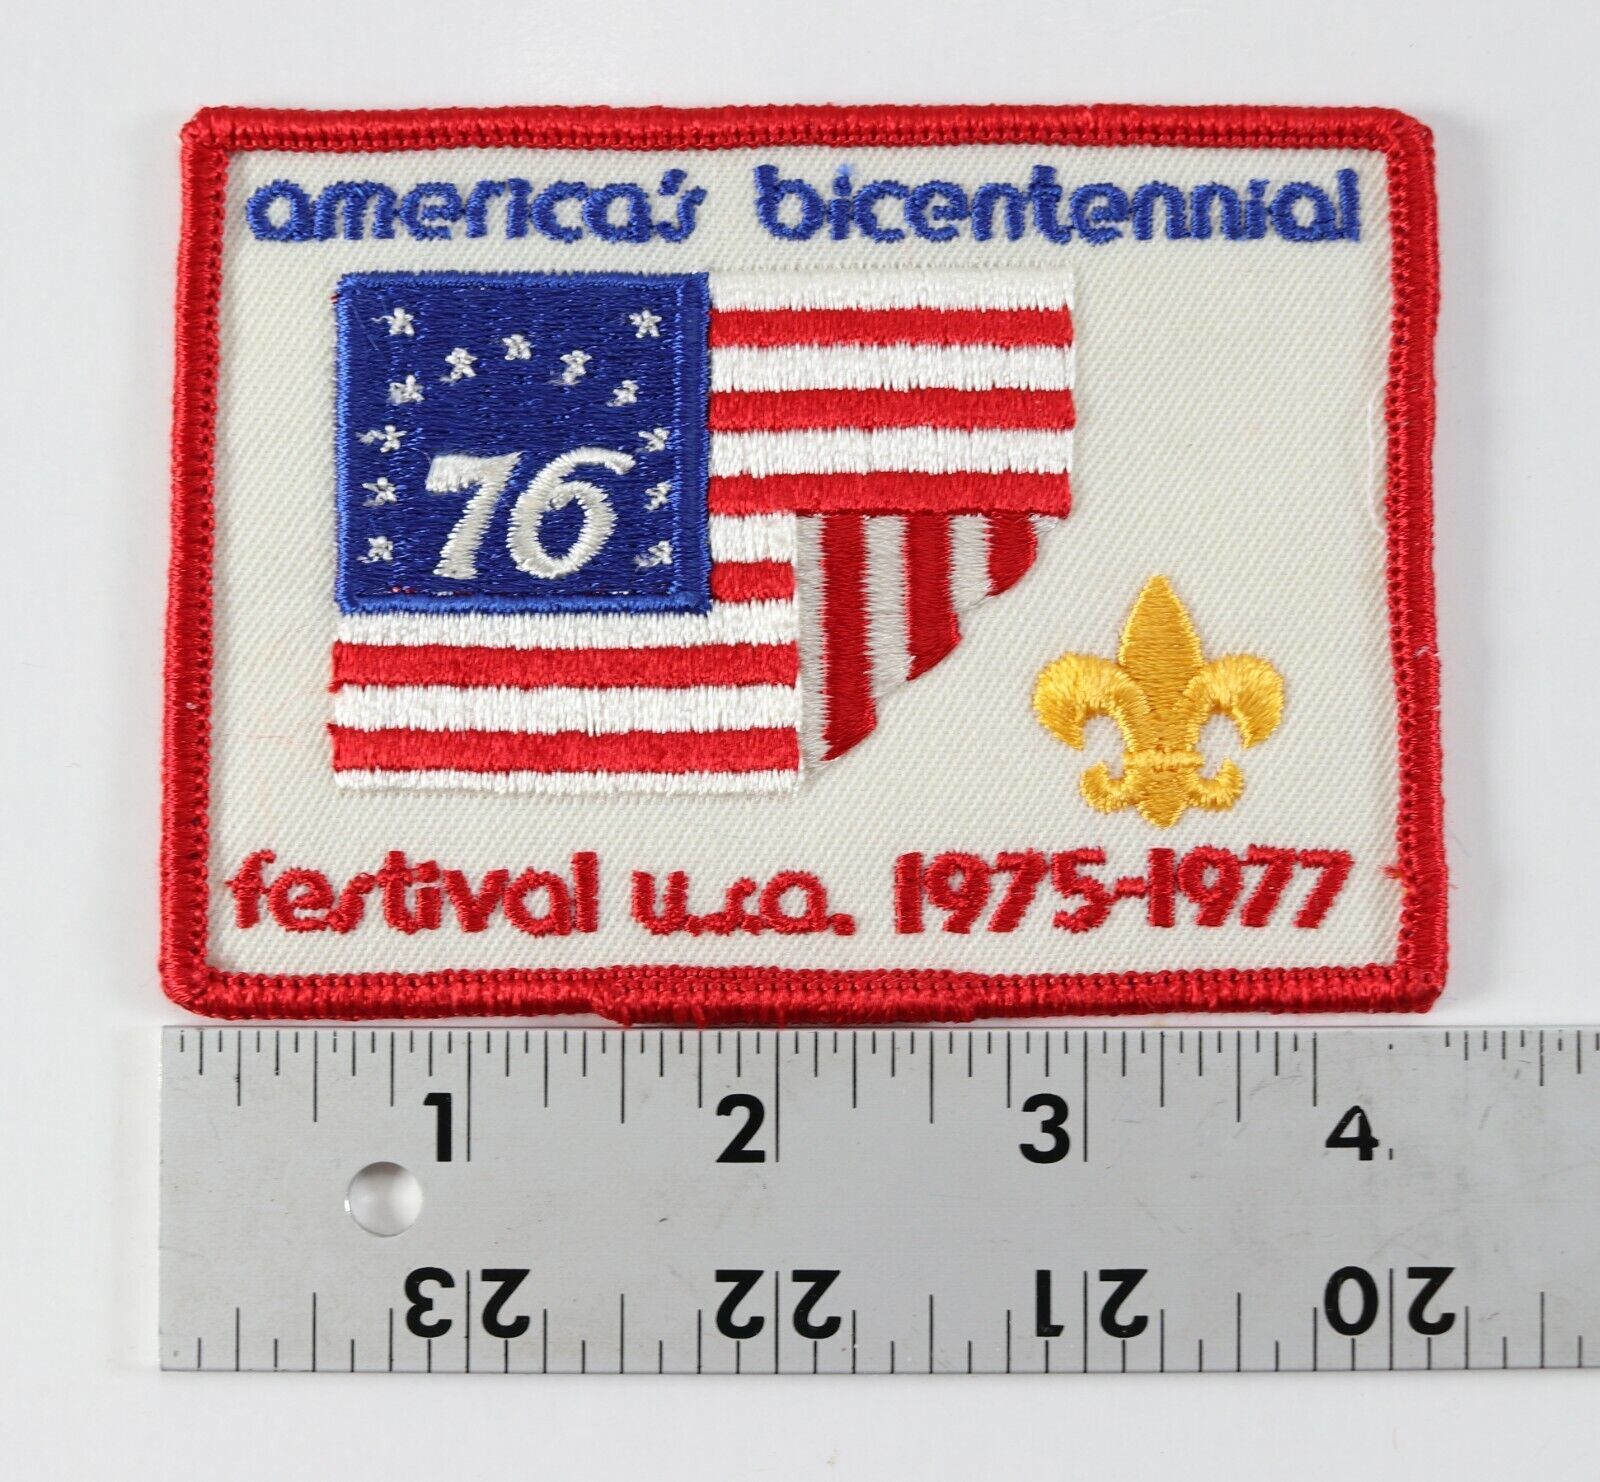 america's bicentennial
76
festival u.s.a. 1975-1977
1 2 3 4
23 22 21 20